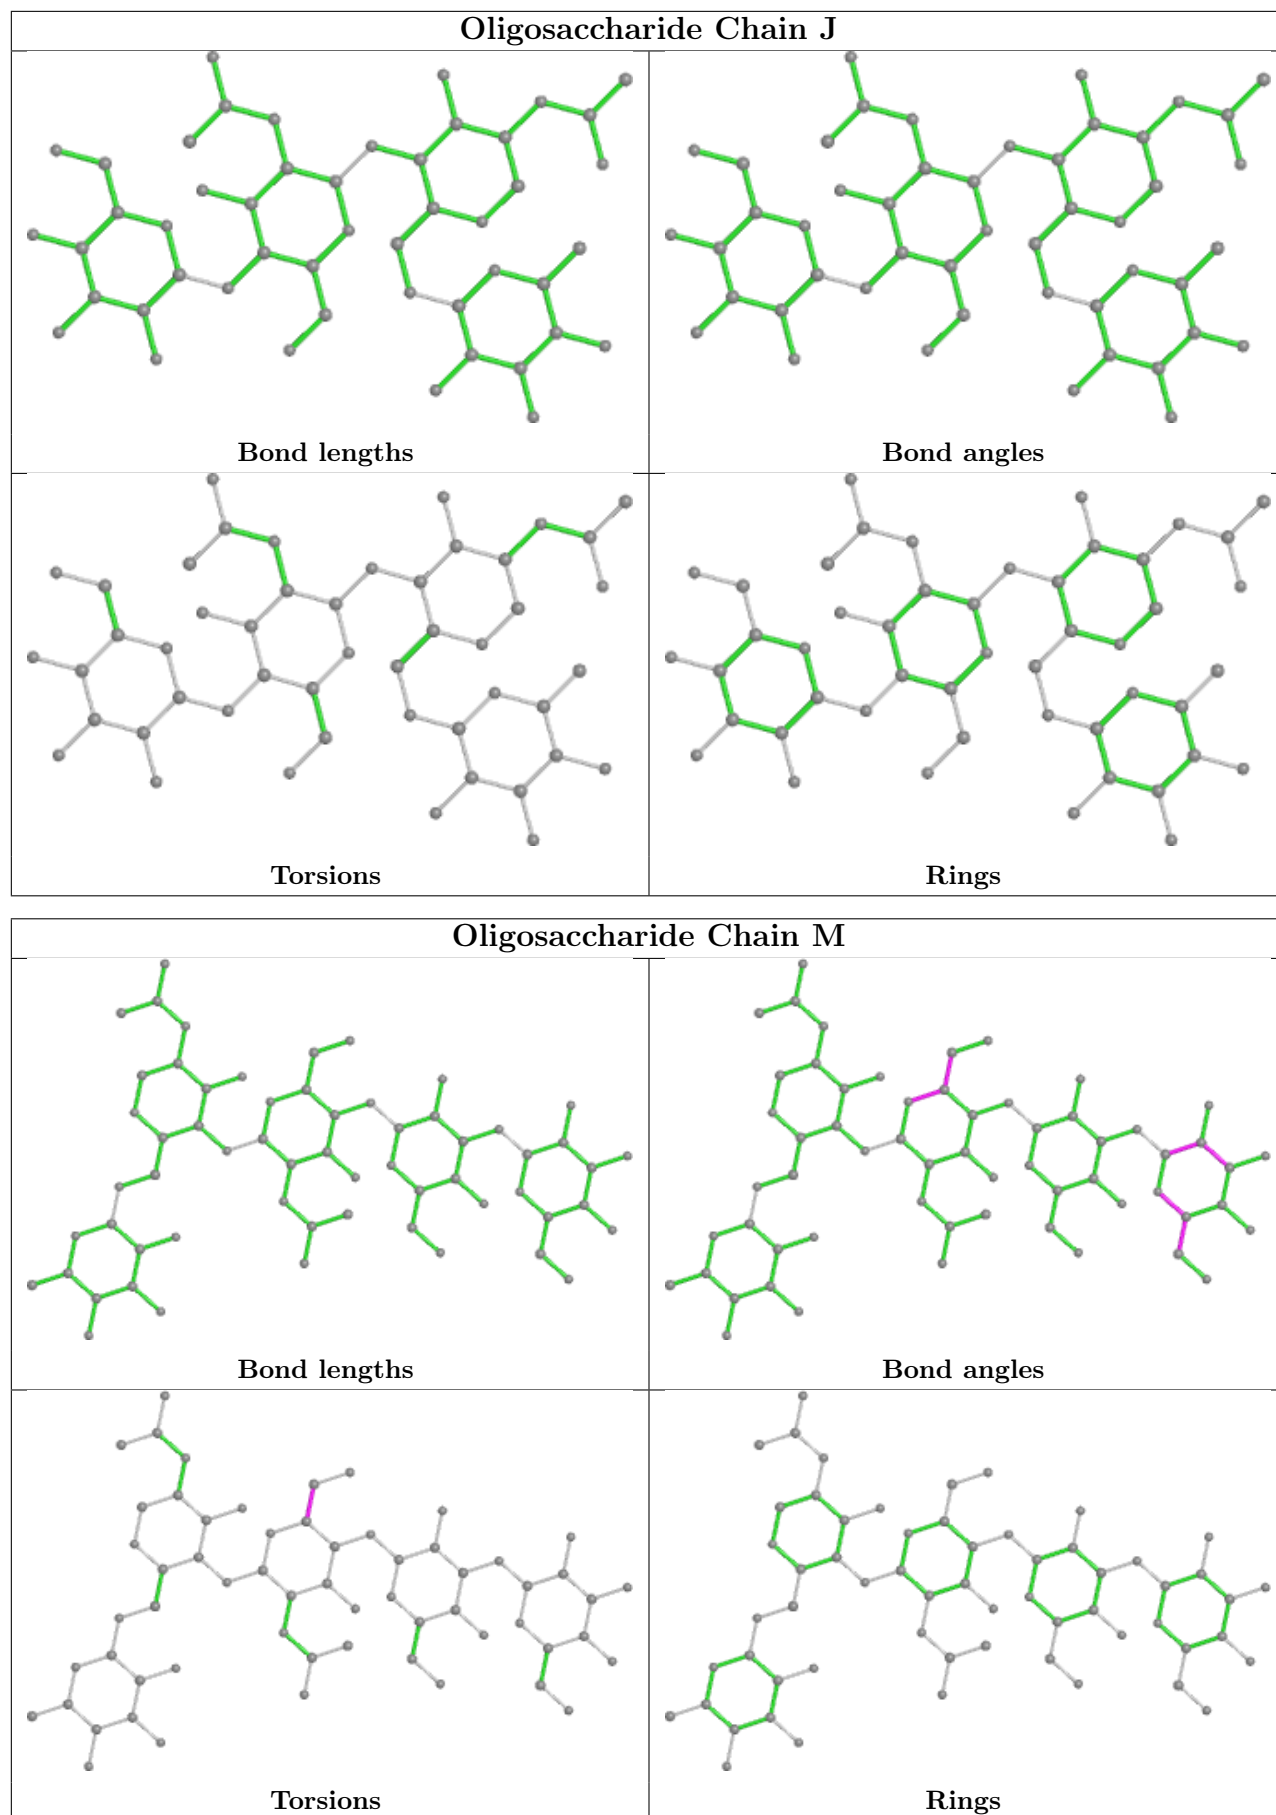 Oligosaccharide Chain J
Bond lengths
Bond angles
Torsions
Rings
Oligosaccharide Chain M
Bond lengths
Bond angles
Torsions
Rings